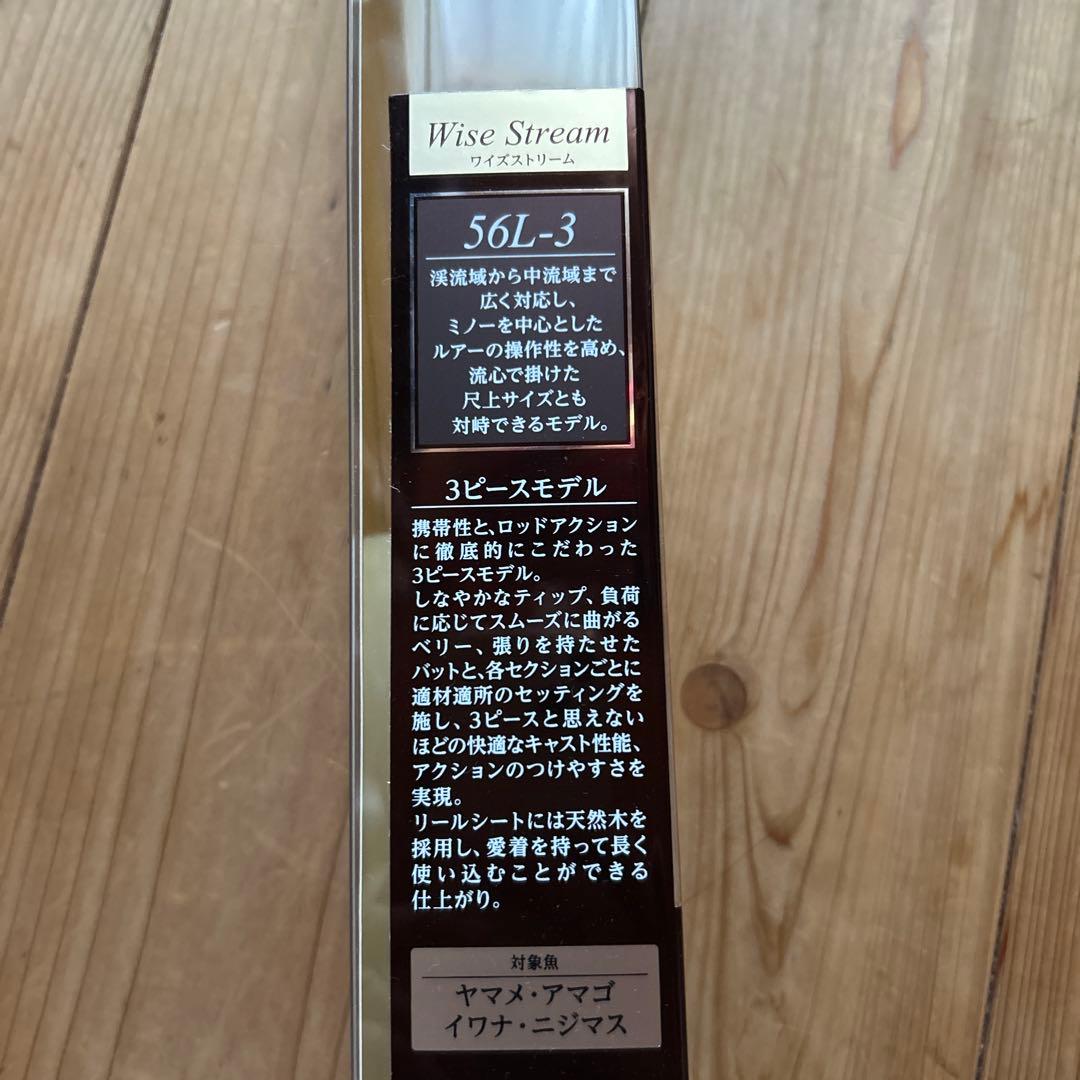 Wise Stream
ワイズストリーム
56L-3
渓流域から中流域まで
広く対応し、
ミノーを中心とした
ルアーの操作性を高め、
流心で掛けた
尺上サイズとも
対峙できるモデル。
3ピースモデル
携帯性と、ロッドアクション
に徹底的にこだわった
3ピースモデル。
しなやかなティップ、負荷
に応じてスムーズに曲がる
ベリー、張りを持たせた
バットと、各セクションごとに
適材適所のセッティングを
施し、3ピースと思えない
ほどの快適なキャスト性能、
アクションのつけやすさを
実現。
リールシートには天然木を
採用し、愛着を持って長く
使い込むことができる
仕上がり。
対象魚
ヤマメ・アマゴ
イワナ・ニジマス